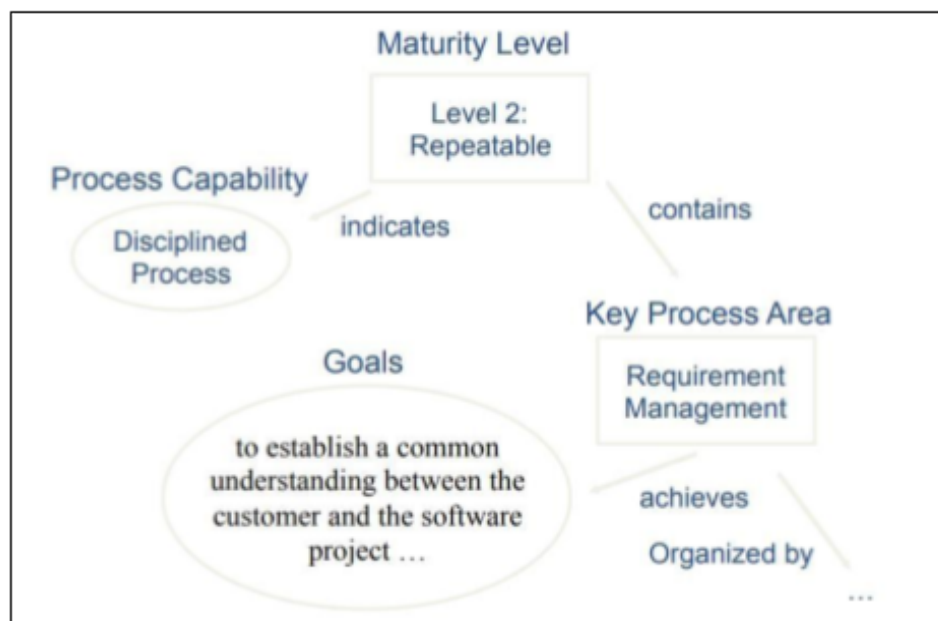 Maturity Level
Level 2:
Repeatable
Process Capability
indicates
contains
Disciplined
Process
Key Process Area
Goals
Requirement
Management
to establish a common
understanding between the
customer and the software
project …
achieves
Organized by
...